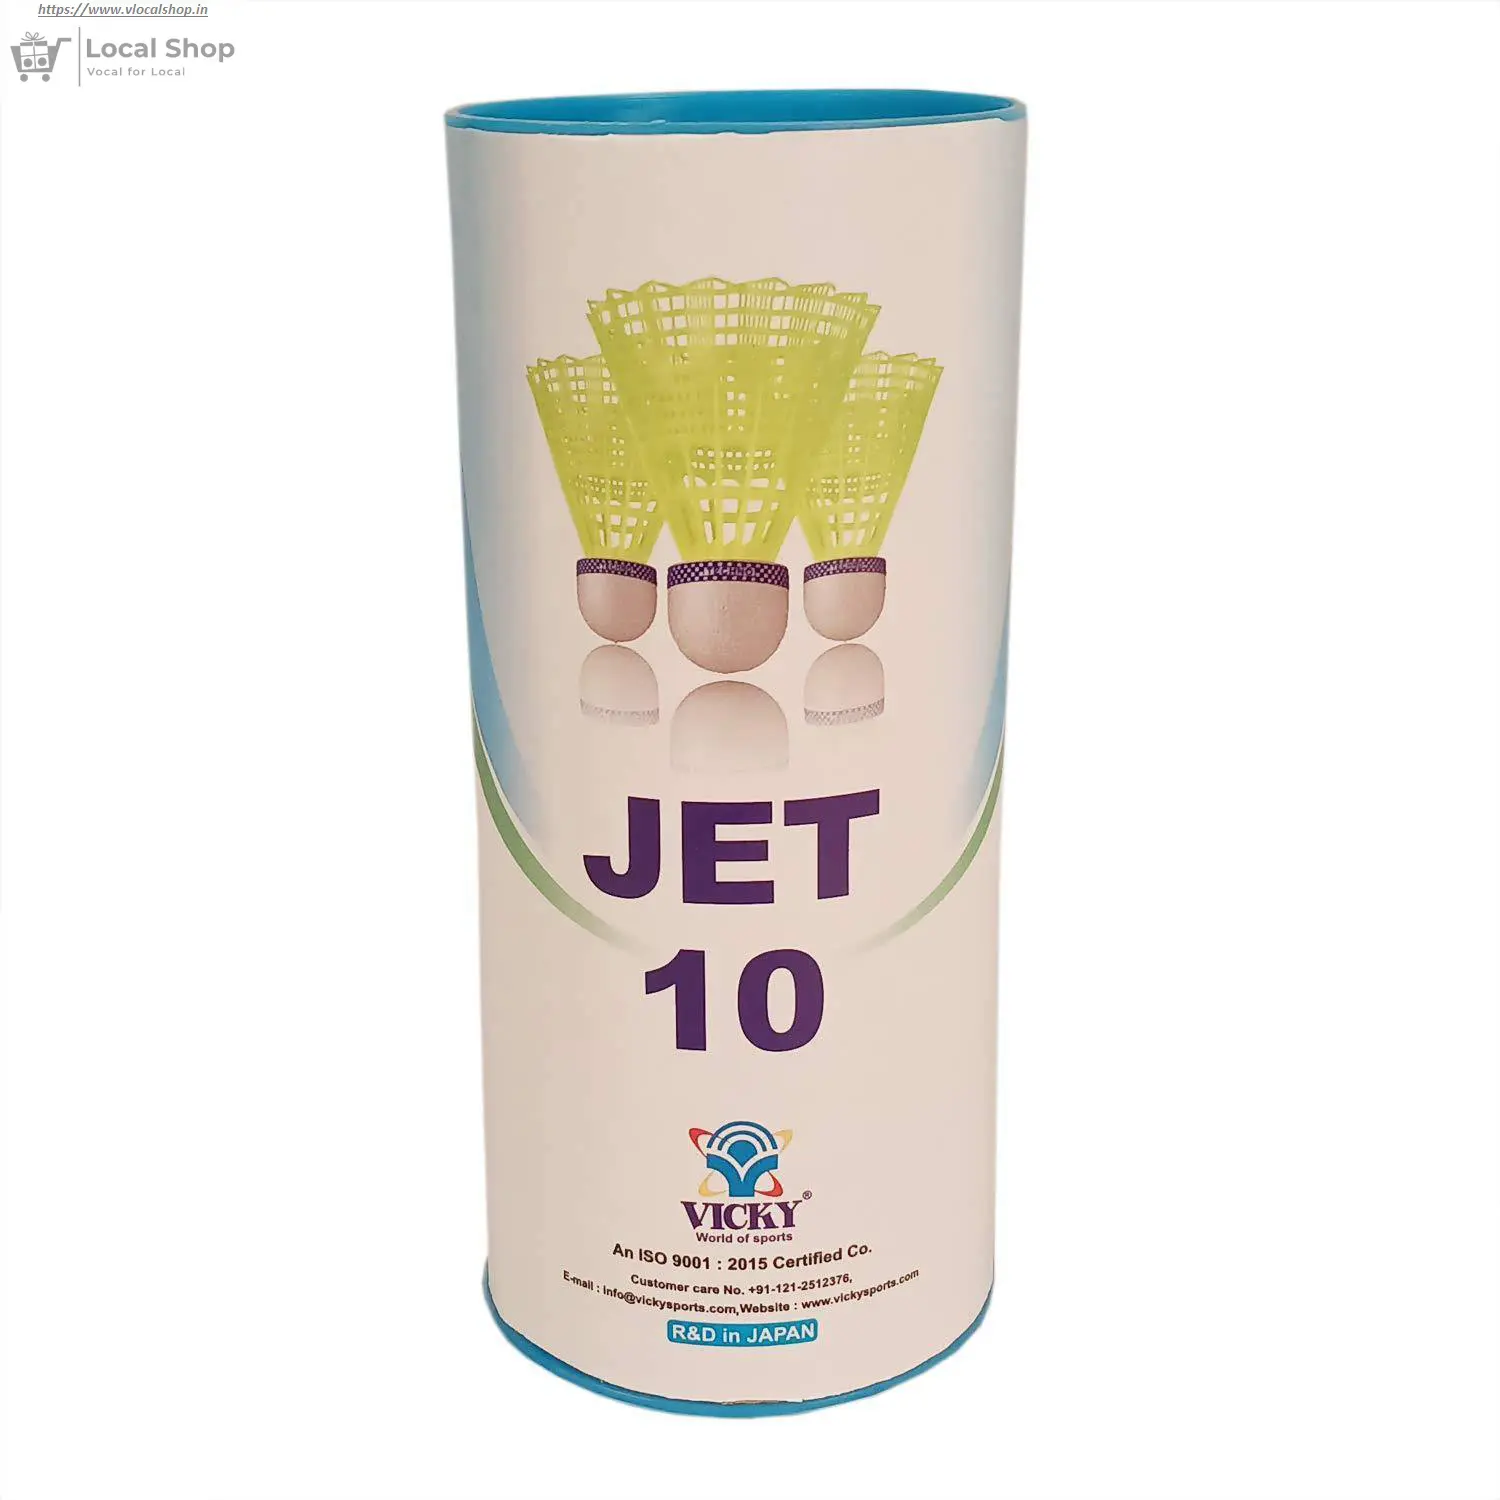 https://www.vlocalshop.in
Local Shop
Vocal for Local
JET
10
VICKY®
World of sports
An ISO 9001 : 2015 Certified Co.
Customer care No. +91-121-2512376,
E-mail : info@vickysports.com,Website : www.vickysports.com
R&D in JAPAN